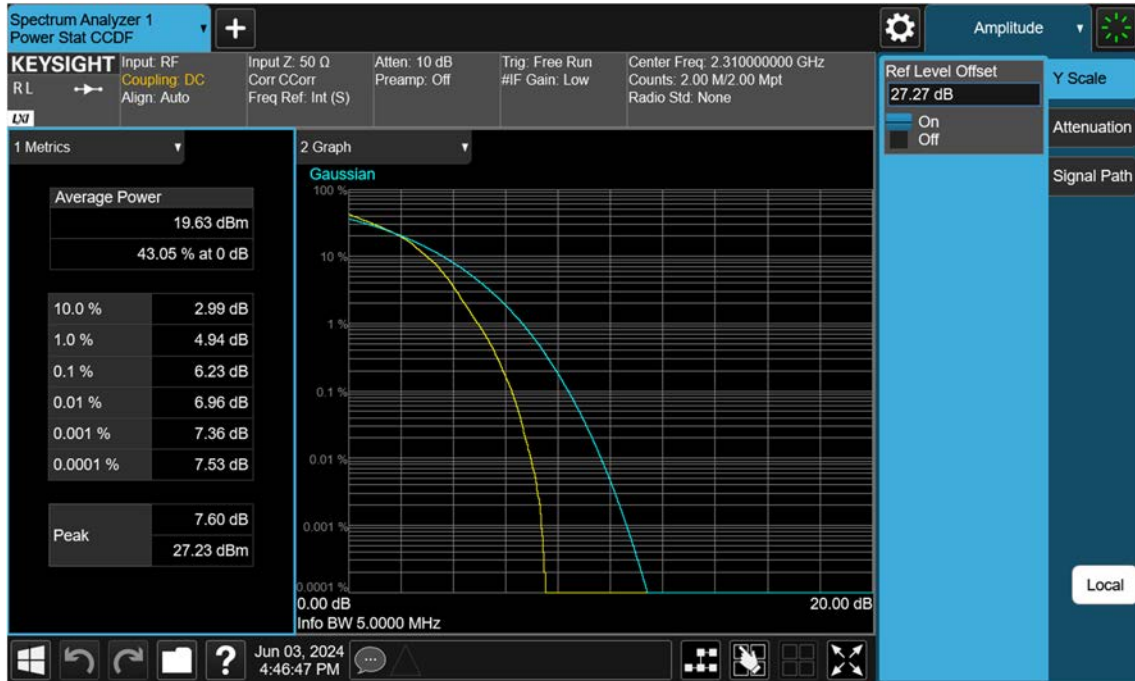 Spectrum Analyzer 1
Power Stat CCDF
+
Amplitude
KEYSIGHT
RL
LXI
Input: RF
Coupling: DC
Align: Auto
Input Z: 50 Ω
Corr CCorr
Freq Ref: Int (S)
Atten: 10 dB
Preamp: Off
Trig: Free Run
#IF Gain: Low
Center Freq: 2.310000000 GHz
Counts: 2.00 M/2.00 Mpt
Radio Std: None
Ref Level Offset
27.27 dB
On
Off
Y Scale
Attenuation
Signal Path
1 Metrics
Average Power
19.63 dBm
43.05 % at 0 dB
10.0 % 2.99 dB
1.0 % 4.94 dB
0.1 % 6.23 dB
0.01 % 6.96 dB
0.001 % 7.36 dB
0.0001 % 7.53 dB
Peak
7.60 dB
27.23 dBm
2 Graph
Gaussian
100 %
10 %
1 %
0.1 %
0.01 %
0.001 %
0.0001 %
0.00 dB 20.00 dB
Info BW 5.0000 MHz
Local
?
Jun 03, 2024
4:46:47 PM